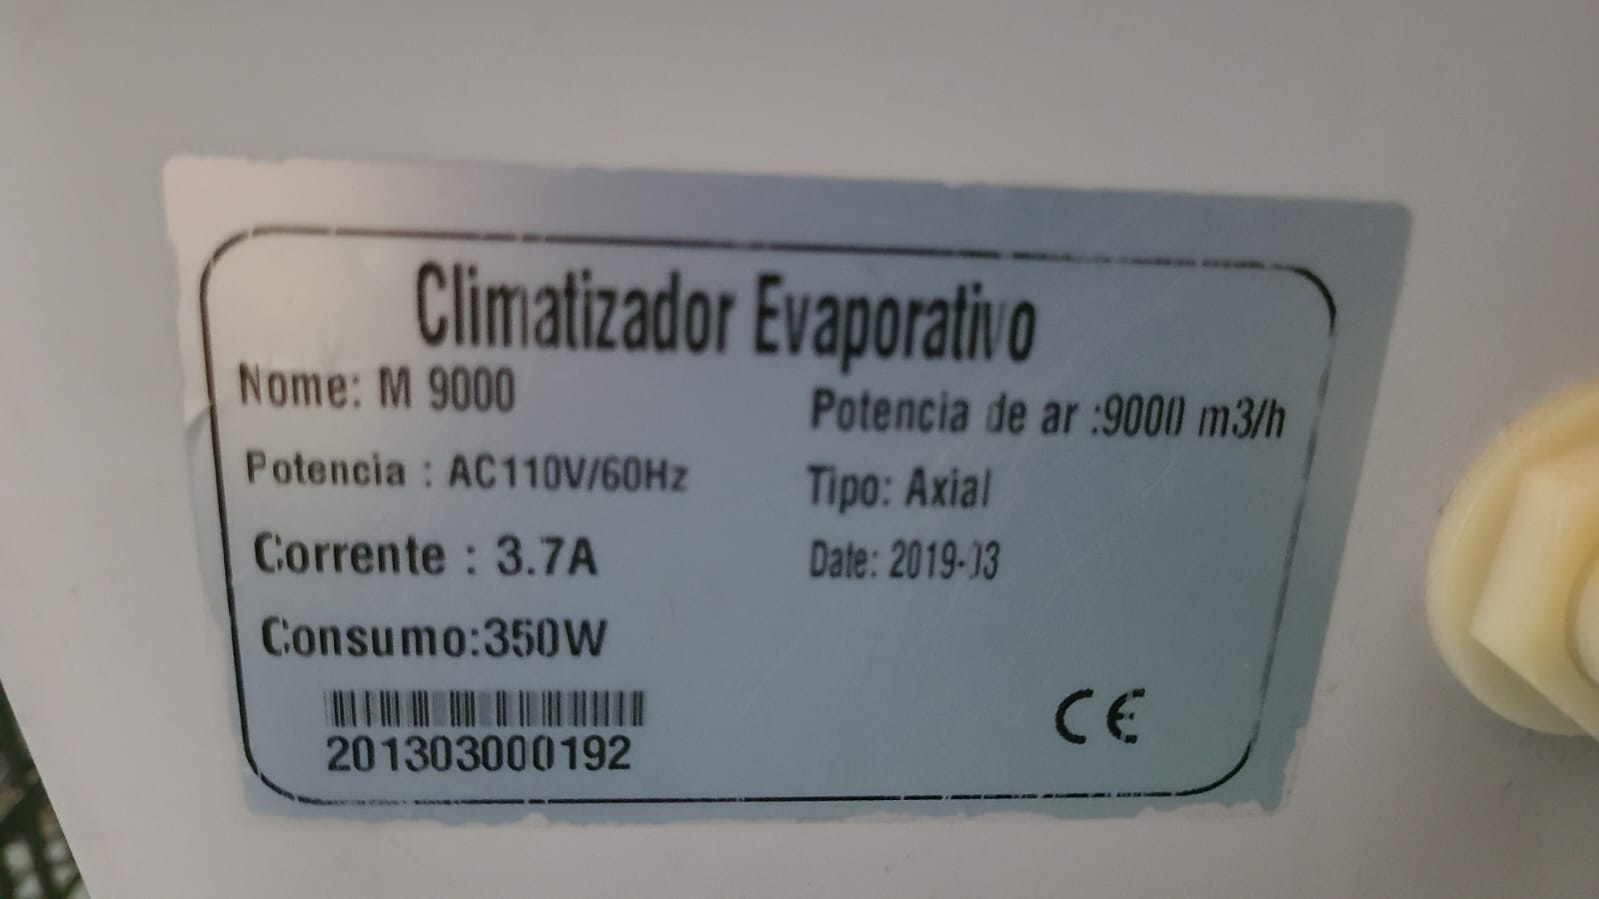 Climatizador Evaporativo
Nome: M 9000
Potencia de ar :9000 m3/h
Potencia : AC110V/60Hz
Tipo: Axial
Corrente : 3.7A
Date: 2019-03
Consumo:350W
201303000192
CE